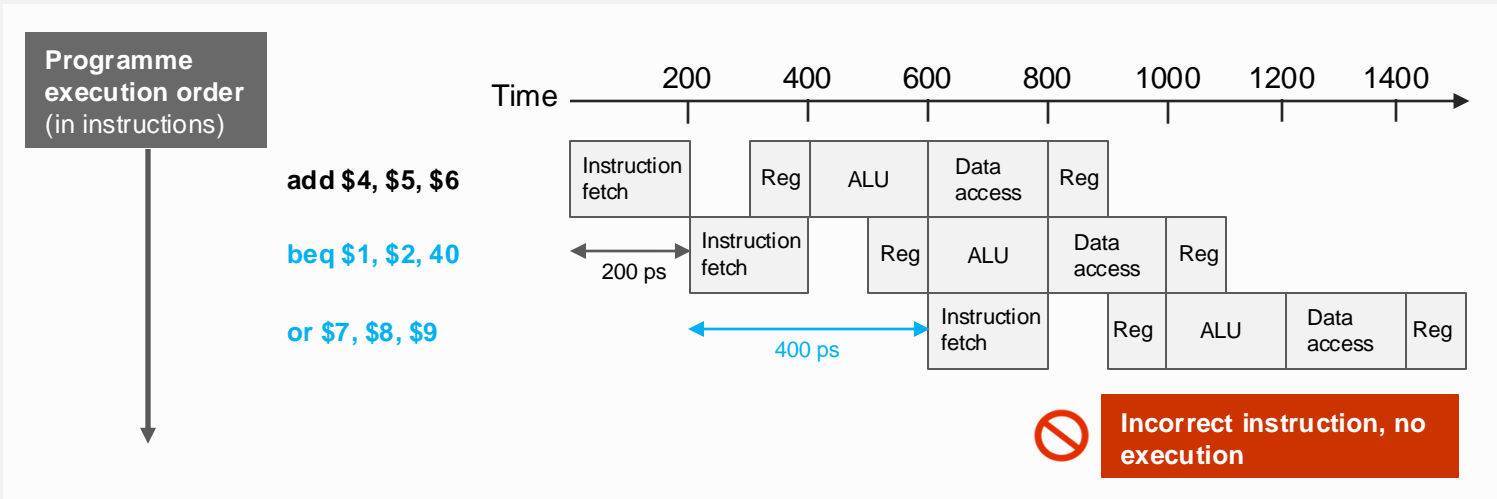 Programme
execution order
(in instructions)
Time
200 400 600 800 1000 1200 1400
add $4, $5, $6
Instruction
fetch
Reg
ALU
Data
access
Reg
beq $1, $2, 40
200 ps
Instruction
fetch
Reg
ALU
Data
access
Reg
or $7, $8, $9
400 ps
Instruction
fetch
Reg
ALU
Data
access
Reg
Incorrect instruction, no
execution